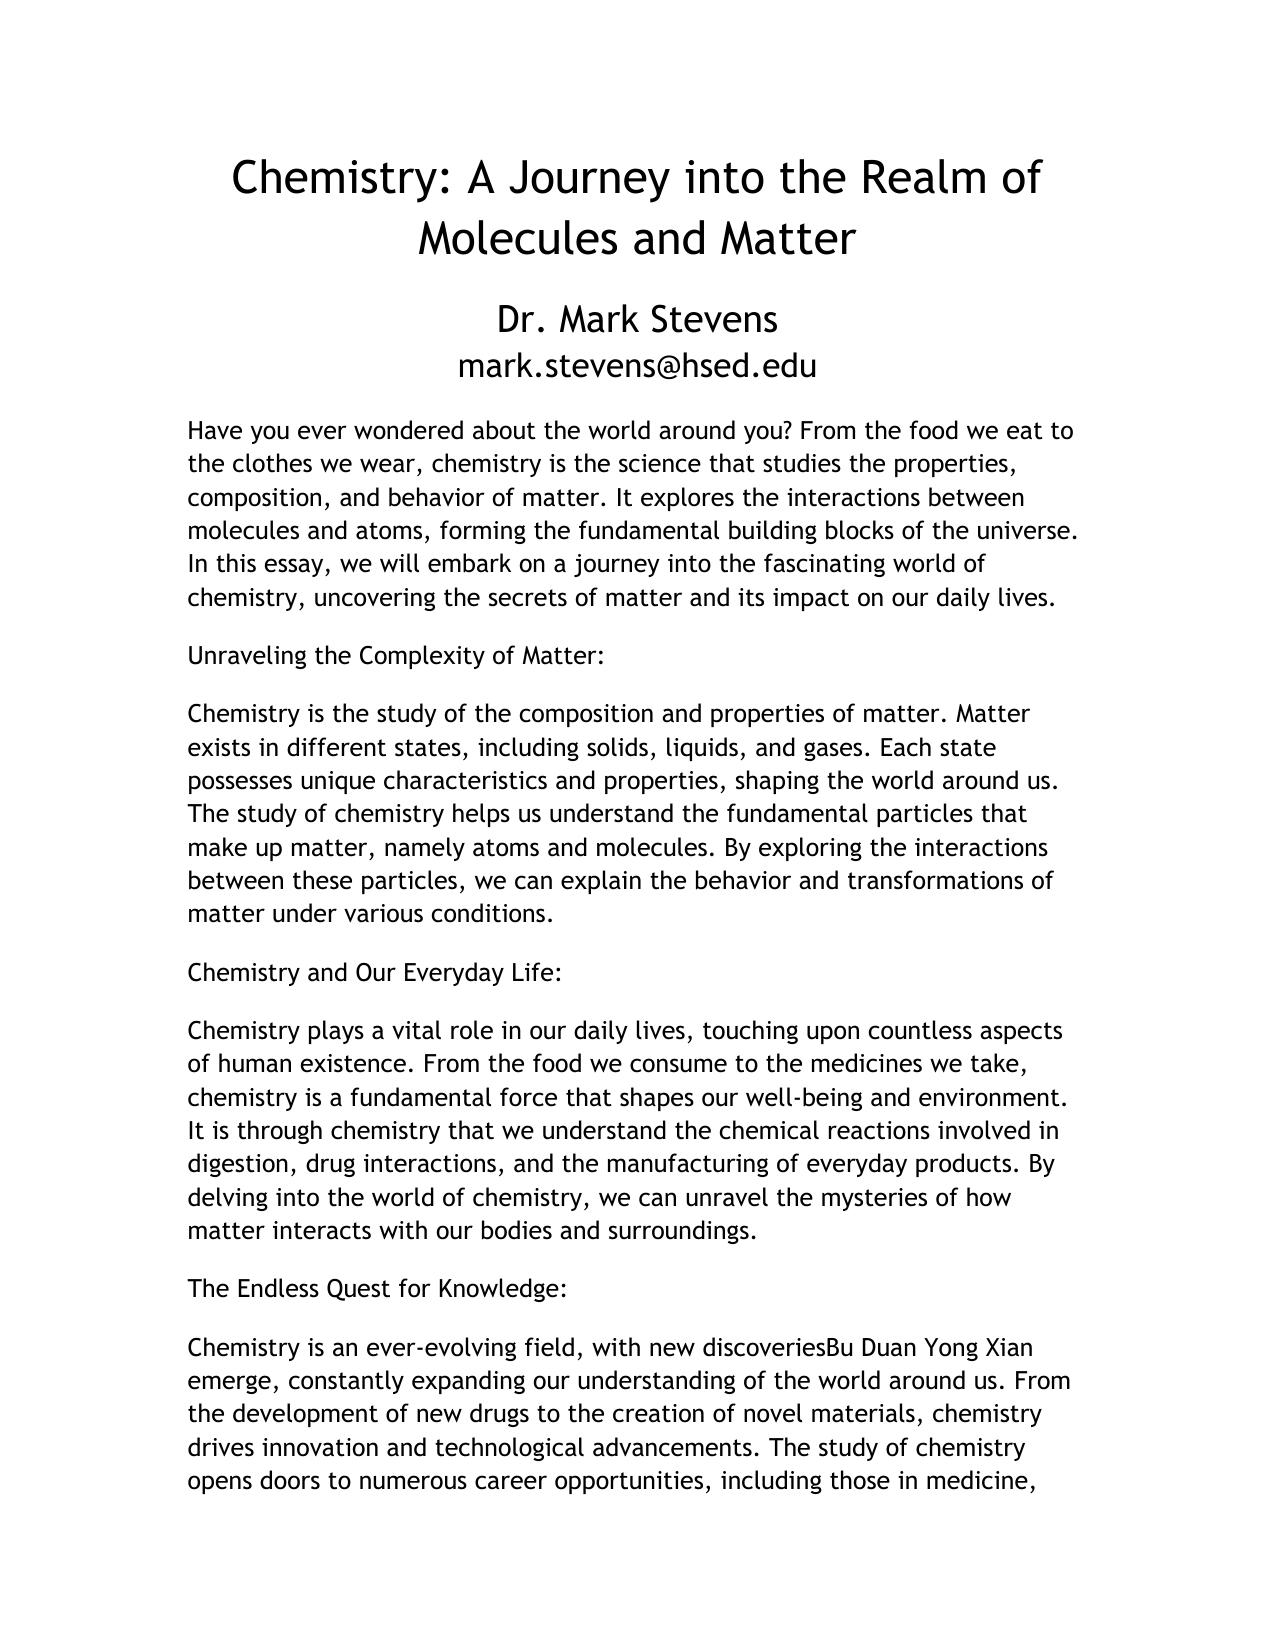 Chemistry: A Journey into the Realm of
Molecules and Matter
Dr. Mark Stevens
mark.stevens@hsed.edu
Have you ever wondered about the world around you? From the food we eat to
the clothes we wear, chemistry is the science that studies the properties,
composition, and behavior of matter. It explores the interactions between
molecules and atoms, forming the fundamental building blocks of the universe.
In this essay, we will embark on a journey into the fascinating world of
chemistry, uncovering the secrets of matter and its impact on our daily lives.
Unraveling the Complexity of Matter:
Chemistry is the study of the composition and properties of matter. Matter
exists in different states, including solids, liquids, and gases. Each state
possesses unique characteristics and properties, shaping the world around us.
The study of chemistry helps us understand the fundamental particles that
make up matter, namely atoms and molecules. By exploring the interactions
between these particles, we can explain the behavior and transformations of
matter under various conditions.
Chemistry and Our Everyday Life:
Chemistry plays a vital role in our daily lives, touching upon countless aspects
of human existence. From the food we consume to the medicines we take,
chemistry is a fundamental force that shapes our well-being and environment.
It is through chemistry that we understand the chemical reactions involved in
digestion, drug interactions, and the manufacturing of everyday products. By
delving into the world of chemistry, we can unravel the mysteries of how
matter interacts with our bodies and surroundings.
The Endless Quest for Knowledge:
Chemistry is an ever-evolving field, with new discoveriesBu Duan Yong Xian
emerge, constantly expanding our understanding of the world around us. From
the development of new drugs to the creation of novel materials, chemistry
drives innovation and technological advancements. The study of chemistry
opens doors to numerous career opportunities, including those in medicine,